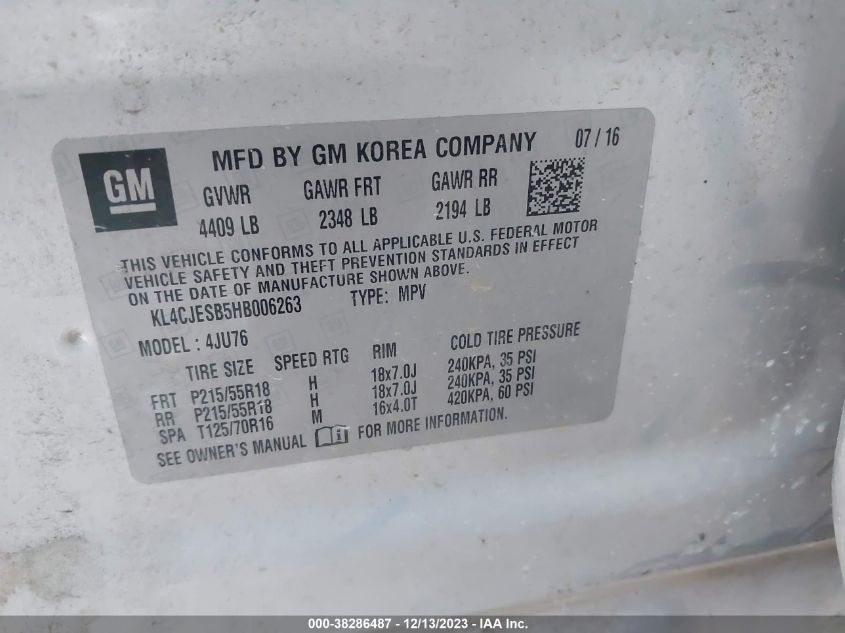 GM
MFD BY GM KOREA COMPANY 07 / 16
GVWR GAWR FRT GAWR RR
4409 LB 2348 LB 2194 LB
THIS VEHICLE CONFORMS TO ALL APPLICABLE U.S. FEDERAL MOTOR
VEHICLE SAFETY AND THEFT PREVENTION STANDARDS IN EFFECT
ON THE DATE OF MANUFACTURE SHOWN ABOVE.
KL4CJESB5HB006263 TYPE: MPV
MODEL : 4JU76
TIRE SIZE SPEED RTG RIM COLD TIRE PRESSURE
FRT P215/55R18 H 18x7.0J 240KPA, 35 PSI
RR P215/55R18 H 18x7.0J 240KPA, 35 PSI
SPA T125/70R16 M 16x4.0T 420KPA, 60 PSI
SEE OWNER'S MANUAL FOR MORE INFORMATION.
000-38286487 - 12/13/2023 - IAA Inc.